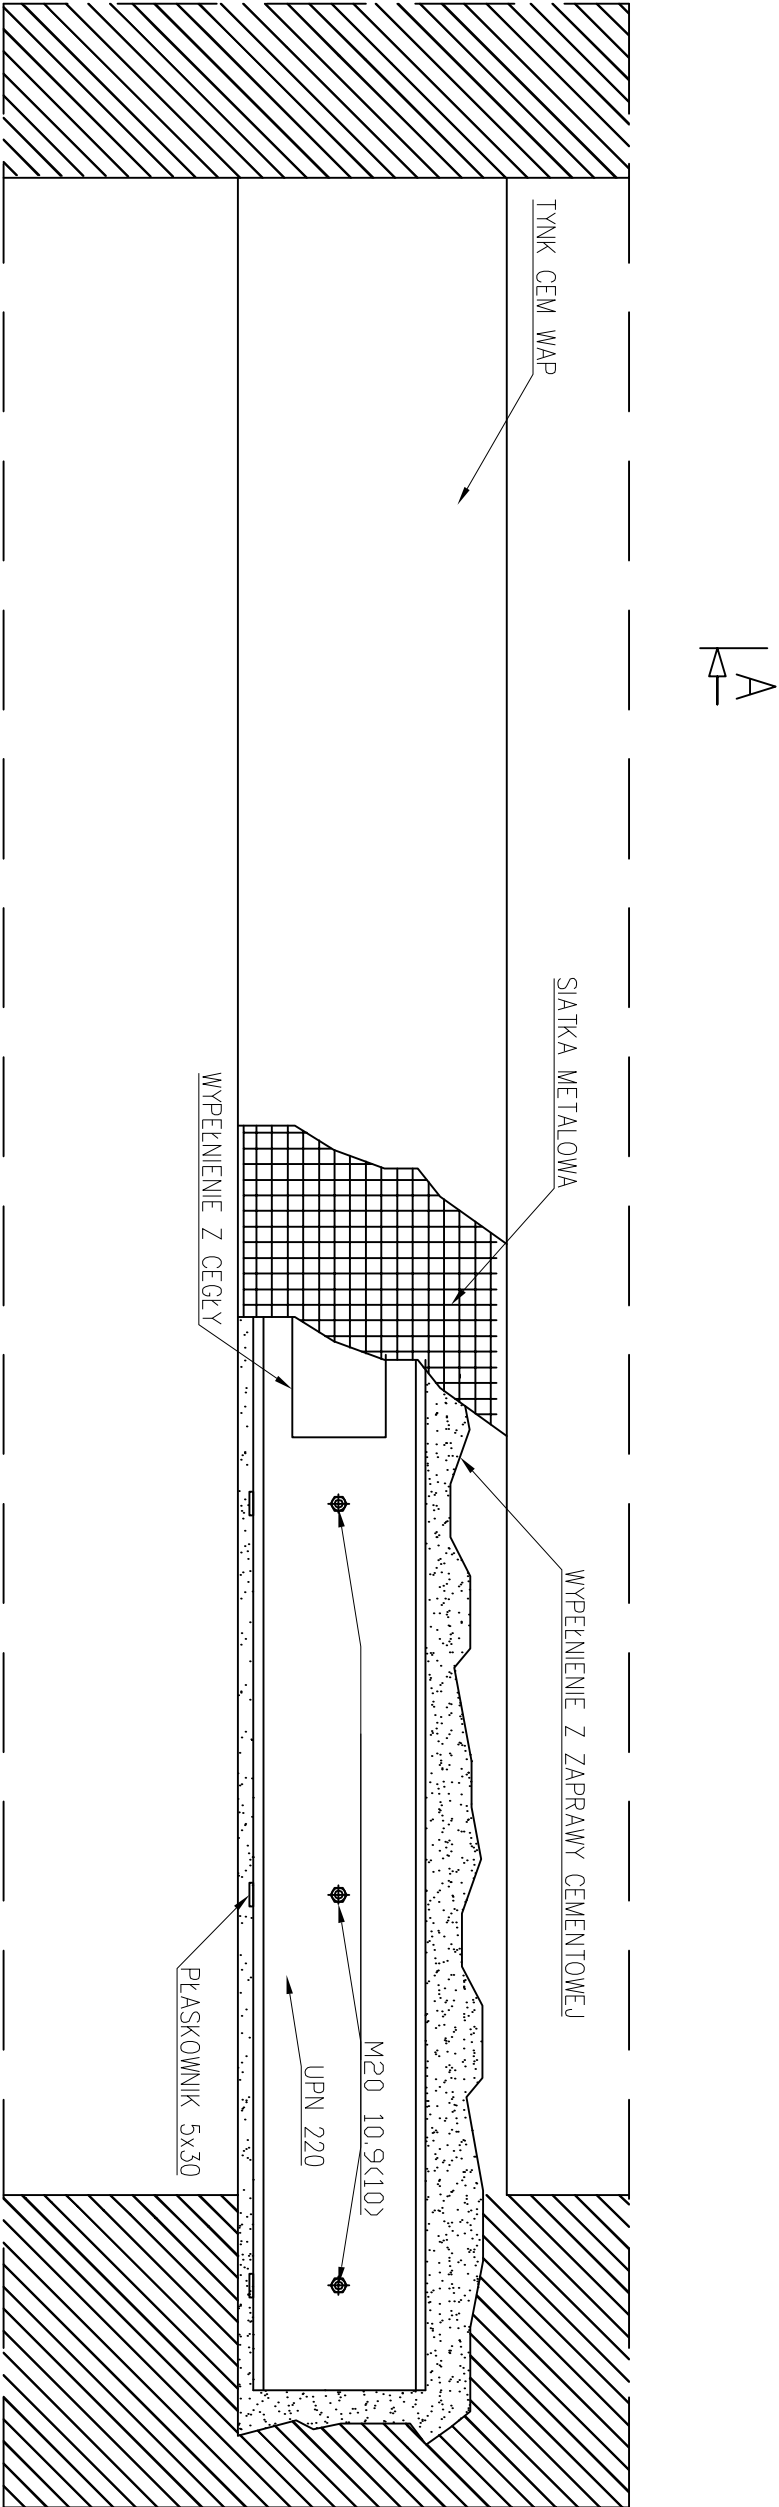 A
TYNK CEM WAP
SIATKA METALOWA
WYPEŁNIENIE Z ZAPRAWY CEMENTOWEJ
WYPEŁNIENIE Z CEGŁY
M20 10.9<10>
UPN 220
PŁASKOWNIK 5x30